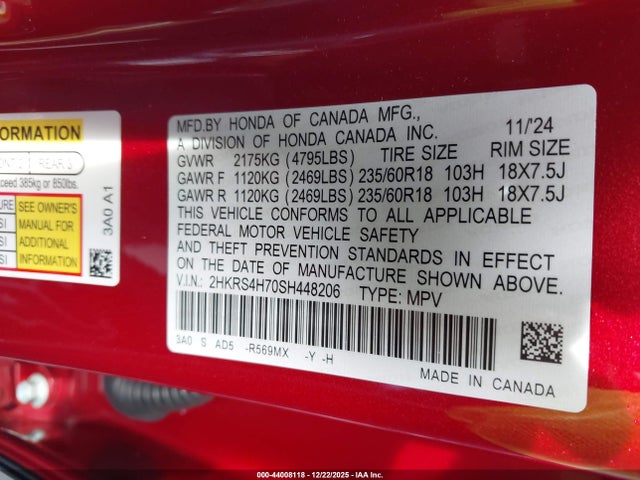 FORMATION
REAR: 3
exceed 385kg or 850lbs.
SEE OWNER'S
MANUAL FOR
ADDITIONAL
INFORMATION
3A0 A1
MFD.BY HONDA OF CANADA MFG.,
A DIVISION OF HONDA CANADA INC. 11/24
GVWR 2175KG (4795LBS) TIRE SIZE RIM SIZE
GAWR F 1120KG (2469LBS) 235/60R18 103H 18X7.5J
GAWR R 1120KG (2469LBS) 235/60R18 103H 18X7.5J
THIS VEHICLE CONFORMS TO ALL APPLICABLE
FEDERAL MOTOR VEHICLE SAFETY
AND THEFT PREVENTION STANDARDS IN EFFECT
ON THE DATE OF MANUFACTURE SHOWN ABOVE.
V.I.N.: 2HKRS4H70SH448206 TYPE: MPV
3A0 S AD5 -R569MX -Y -H
MADE IN CANADA
000-44008118 - 12/22/2025 - IAA Inc.